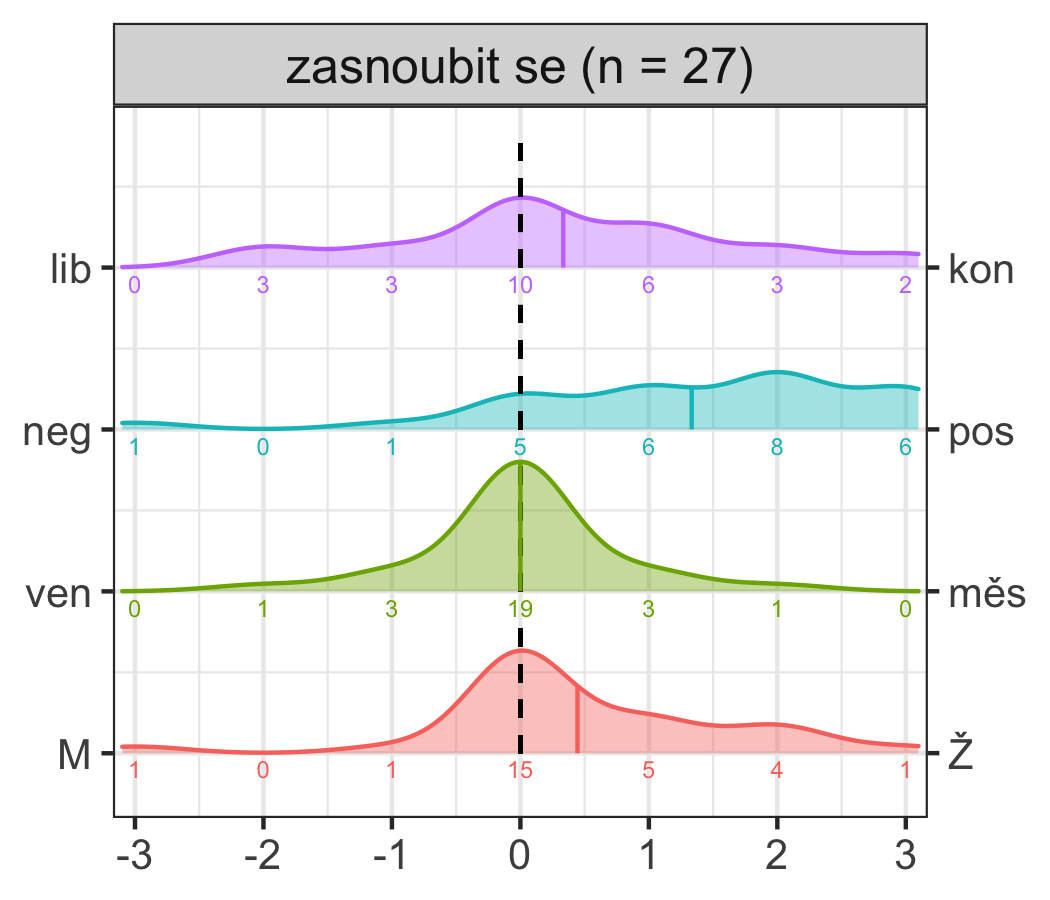 zasnoubit se (n = 27)
lib kon
0 3 3 10 6 3 2
neg pos
1 0 1 5 6 8 6
ven měs
0 1 3 19 3 1 0
M Ž
1 0 1 15 5 4 1
-3 -2 -1 0 1 2 3